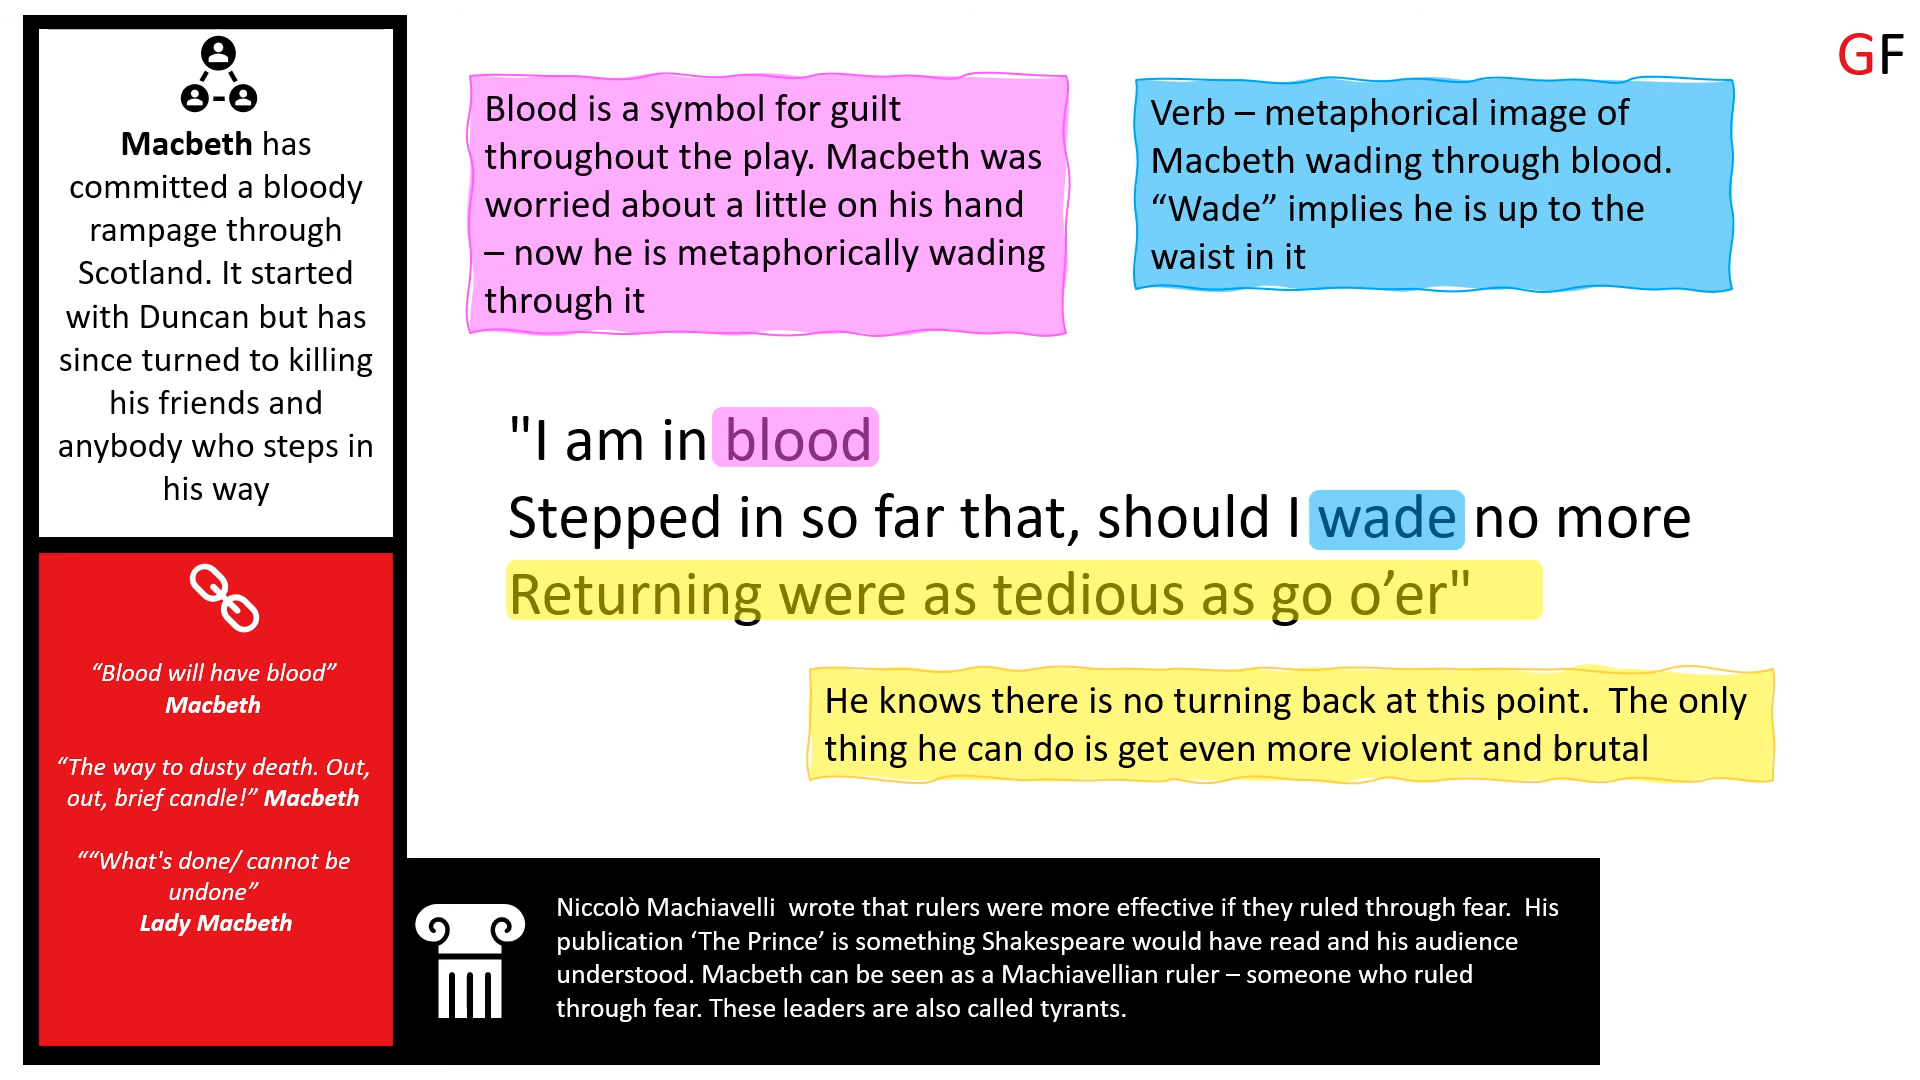 Macbeth has
committed a bloody
rampage through
Scotland. It started
with Duncan but has
since turned to killing
his friends and
anybody who steps in
his way
“Blood will have blood”
Macbeth
“The way to dusty death. Out,
out, brief candle!” Macbeth
““What's done/ cannot be
undone”
Lady Macbeth
GF
Blood is a symbol for guilt
throughout the play. Macbeth was
worried about a little on his hand
– now he is metaphorically wading
through it
Verb – metaphorical image of
Macbeth wading through blood.
“Wade” implies he is up to the
waist in it
"I am in blood
Stepped in so far that, should I wade no more
Returning were as tedious as go o’er"
He knows there is no turning back at this point.  The only
thing he can do is get even more violent and brutal
Niccolò Machiavelli  wrote that rulers were more effective if they ruled through fear.  His
publication ‘The Prince’ is something Shakespeare would have read and his audience
understood. Macbeth can be seen as a Machiavellian ruler – someone who ruled
through fear. These leaders are also called tyrants.